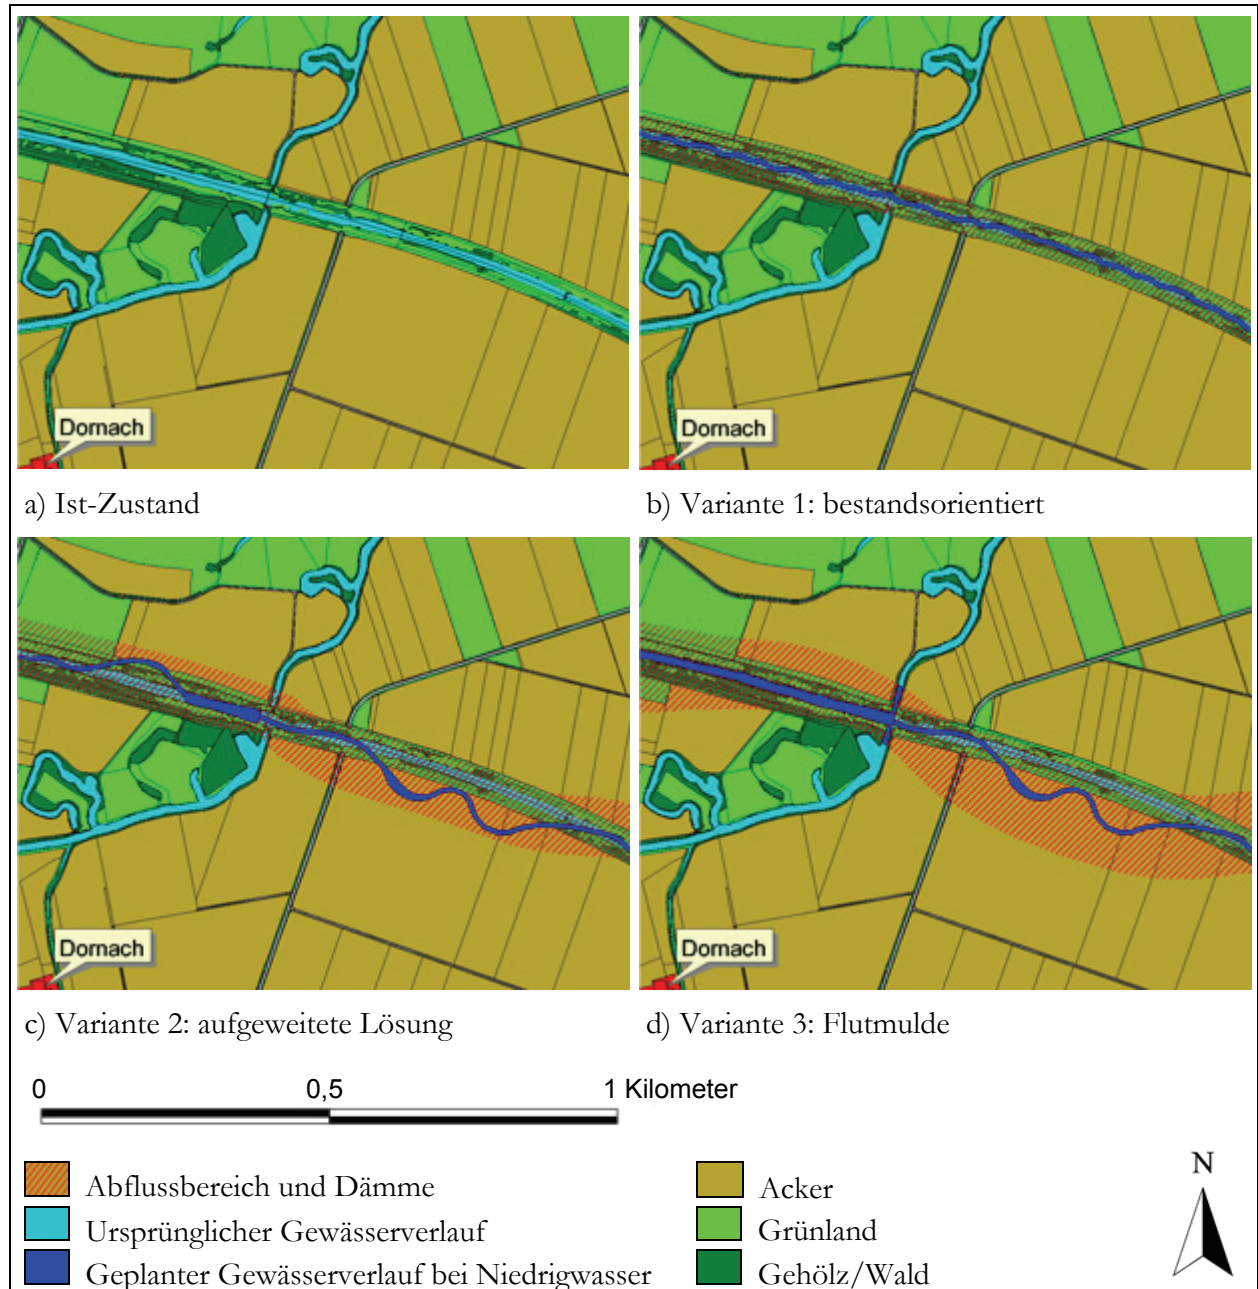 Dornach
Dornach
a) Ist-Zustand
b) Variante 1: bestandsorientiert
Dornach
Dornach
c) Variante 2: aufgeweitete Lösung
d) Variante 3: Flutmulde
0 0,5 1 Kilometer
Abflussbereich und Dämme
Ursprünglicher Gewässerverlauf
Geplanter Gewässerverlauf bei Niedrigwasser
Acker
Grünland
Gehölz/Wald
N